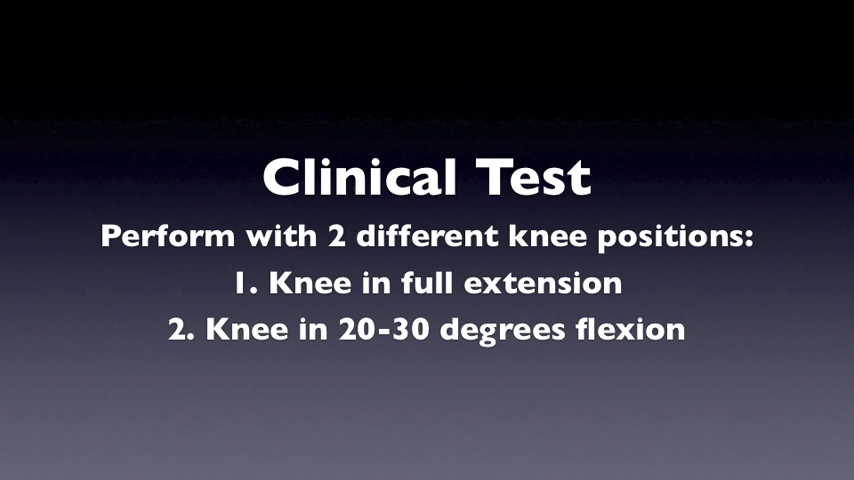 Clinical Test
Perform with 2 different knee positions:
1. Knee in full extension
2. Knee in 20-30 degrees flexion